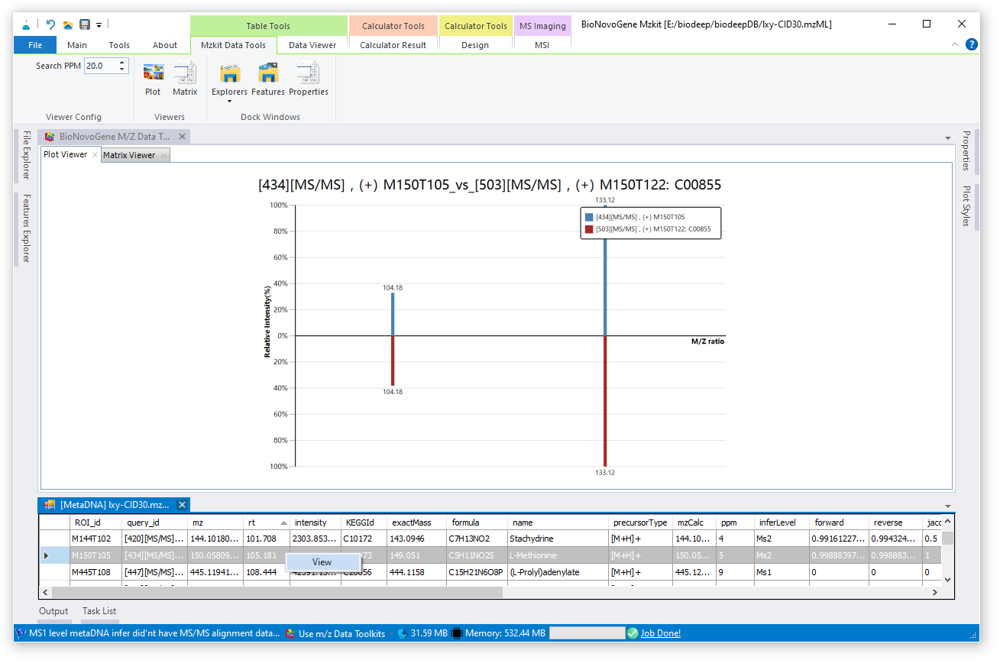 Table Tools Calculator Tools Calculator Tools MS Imaging BioNovoGene Mzkit [E:/biodeep/biodeepDB/lxy-CID30.mzML]
File Main Tools About Mzkit Data Tools Data Viewer Calculator Result Design MSI
Search PPM 20.0
Plot Matrix Explorers Features Properties
Viewer Config Viewers Dock Windows
File Explorer
Features Explorer
BioNovoGene M/Z Data T...
Plot Viewer Matrix Viewer
Properties
Plot Styles
[434][MS/MS] , (+) M150T105_vs_[503][MS/MS] , (+) M150T122: C00855
133.12
100%
[434][MS/MS] , (+) M150T105
[503][MS/MS] , (+) M150T122: C00855
80%
60%
40%
104.18
20%
0%
Relative Intensity(%)
M/Z ratio
20%
40%
104.18
60%
80%
100%
133.12
[MetaDNA] lxy-CID30.mz...
ROI_id query_id mz rt intensity KEGGId exactMass formula name precursorType mzCalc ppm inferLevel forward reverse jacc
M144T102 [420][MS/MS]... 144.10180... 101.708 2303.853... C10172 143.0946 C7H13NO2 Stachydrine [M+H]+ 144.10... 4 Ms2 0.99161227... 0.994324... 0.5
M150T105 [434][MS/MS]... 150.05809... 105.181 149.051 C5H11NO2S L-Methionine [M+H]+ 150.05... 5 Ms2 0.99888397... 0.998883... 1
View
M445T108 [447][MS/MS]... 445.11941... 108.444 444.1158 C15H21N6O8P (L-Prolyl)adenylate [M+H]+ 445.12... 9 Ms1 0 0 0
Output Task List
MS1 level metaDNA infer did'nt have MS/MS alignment data... Use m/z Data Toolkits 31.59 MB Memory: 532.44 MB Job Done!